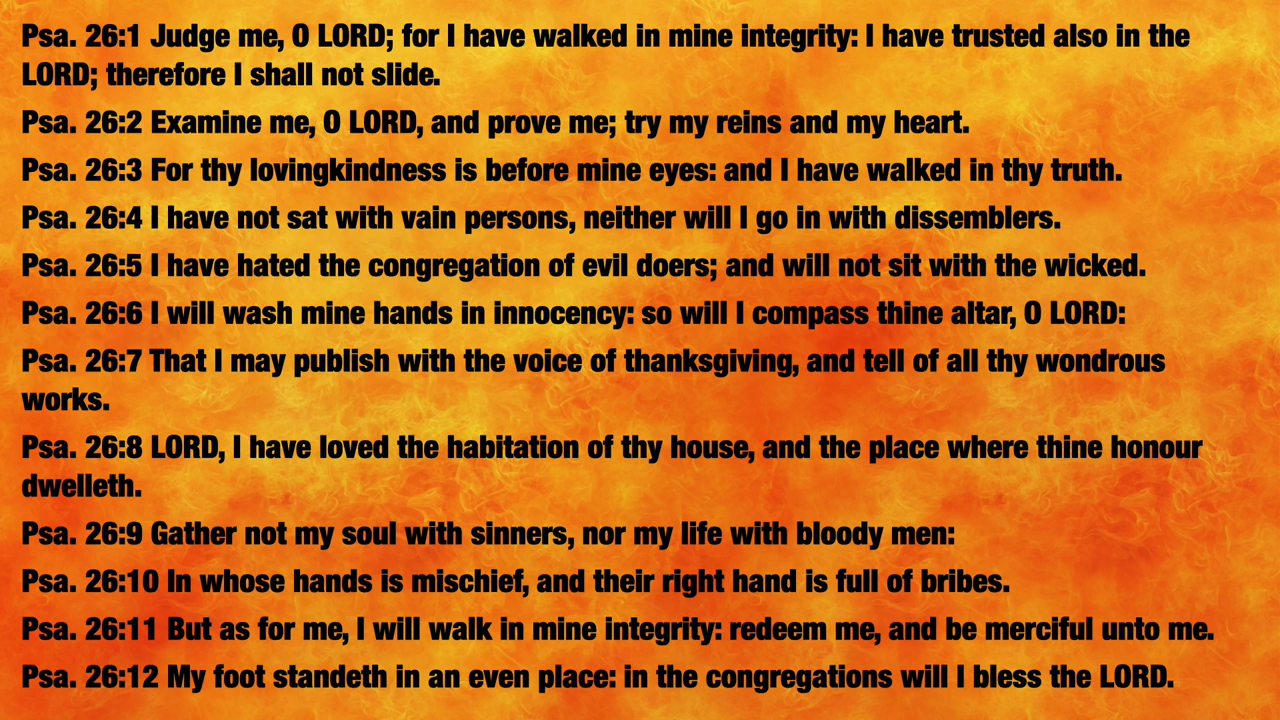 Psa. 26:1 Judge me, O LORD; for I have walked in mine integrity: I have trusted also in the
LORD; therefore I shall not slide.
Psa. 26:2 Examine me, O LORD, and prove me; try my reins and my heart.
Psa. 26:3 For thy lovingkindness is before mine eyes: and I have walked in thy truth.
Psa. 26:4 I have not sat with vain persons, neither will I go in with dissemblers.
Psa. 26:5 I have hated the congregation of evil doers; and will not sit with the wicked.
Psa. 26:6 I will wash mine hands in innocency: so will I compass thine altar, O LORD:
Psa. 26:7 That I may publish with the voice of thanksgiving, and tell of all thy wondrous
works.
Psa. 26:8 LORD, I have loved the habitation of thy house, and the place where thine honour
dwelleth.
Psa. 26:9 Gather not my soul with sinners, nor my life with bloody men:
Psa. 26:10 In whose hands is mischief, and their right hand is full of bribes.
Psa. 26:11 But as for me, I will walk in mine integrity: redeem me, and be merciful unto me.
Psa. 26:12 My foot standeth in an even place: in the congregations will I bless the LORD.